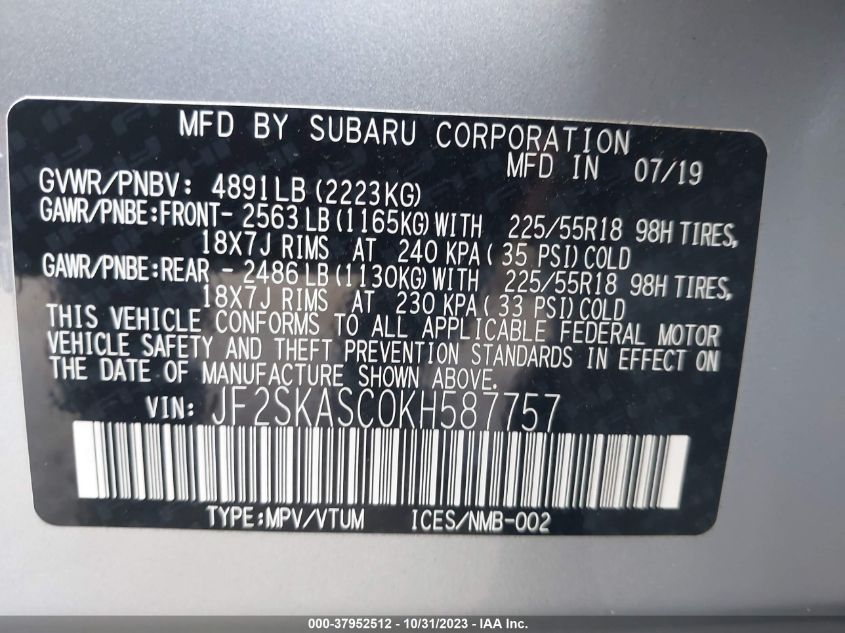 MFD BY SUBARU CORPORATION
MFD IN 07/19
GVWR/PNBV: 4891LB (2223KG)
GAWR/PNBE:FRONT- 2563 LB (1165KG) WITH 225/55R18 98H TIRES,
18X7J RIMS AT 240 KPA ( 35 PSI) COLD
GAWR/PNBE:REAR - 2486 LB (1130KG) WITH 225/55R18 98H TIRES,
18X7J RIMS AT 230 KPA ( 33 PSI) COLD
THIS VEHICLE CONFORMS TO ALL APPLICABLE FEDERAL MOTOR
VEHICLE SAFETY AND THEFT PREVENTION STANDARDS IN EFFECT ON
THE DATE OF MANUFACTURE SHOWN ABOVE.
VIN: JF2SKASC0KH587757
TYPE:MPV/VTUM ICES/NMB-002
000-37952512 - 10/31/2023 - IAA Inc.